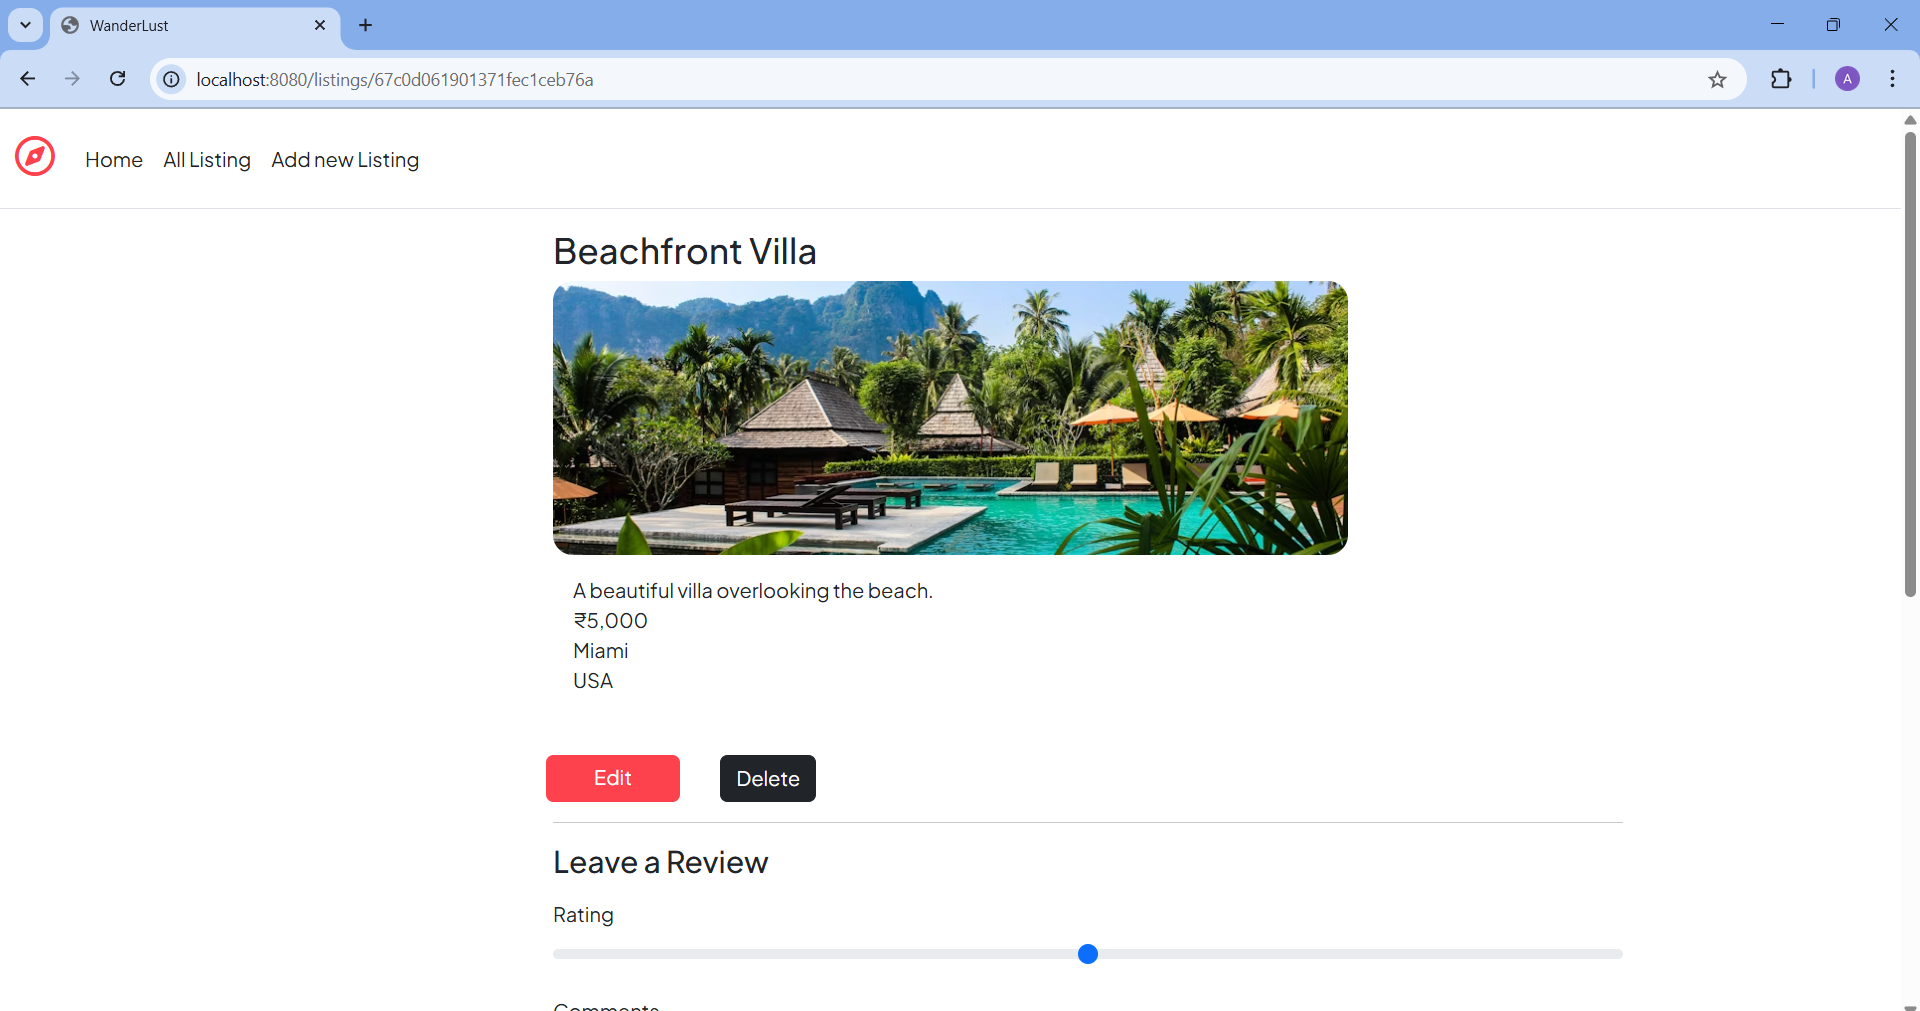 WanderLust
localhost:8080/listings/67c0d061901371fec1ceb76a
A
Home All Listing Add new Listing
Beachfront Villa
A beautiful villa overlooking the beach.
₹5,000
Miami
USA
Edit Delete
Leave a Review
Rating
Comments